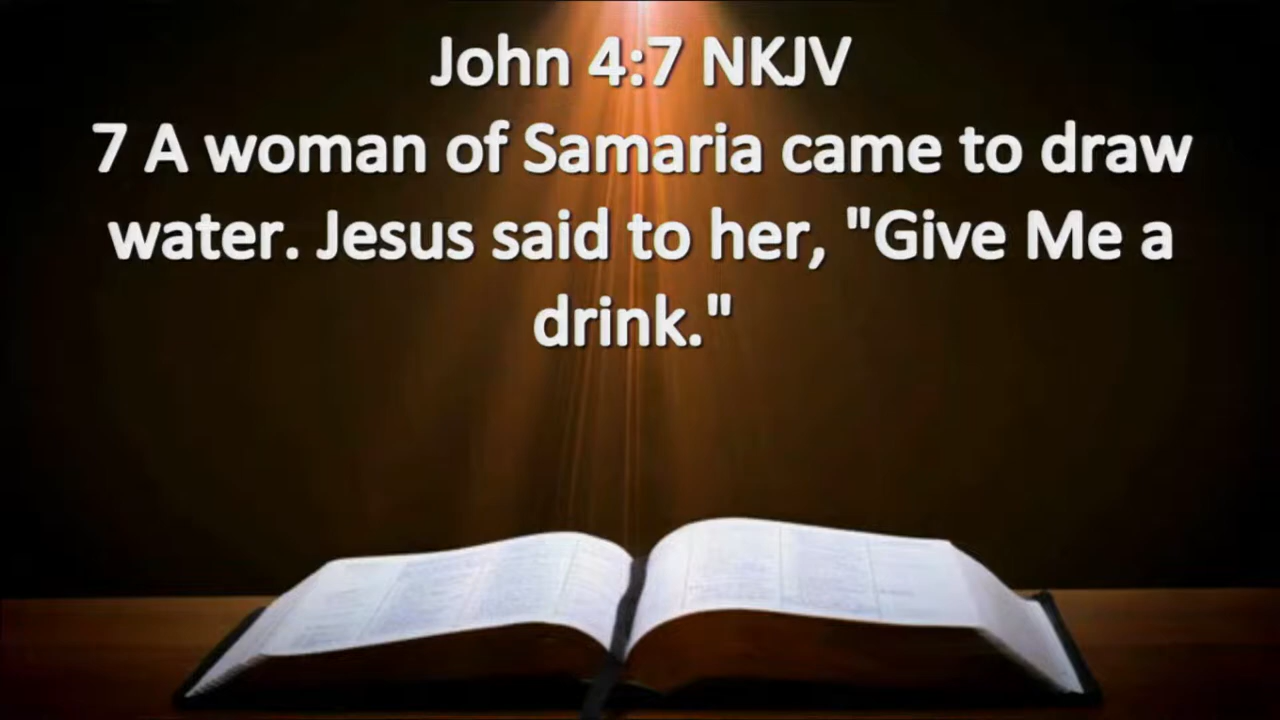 John 4:7 NKJV
7 A woman of Samaria came to draw
water. Jesus said to her, "Give Me a
drink."